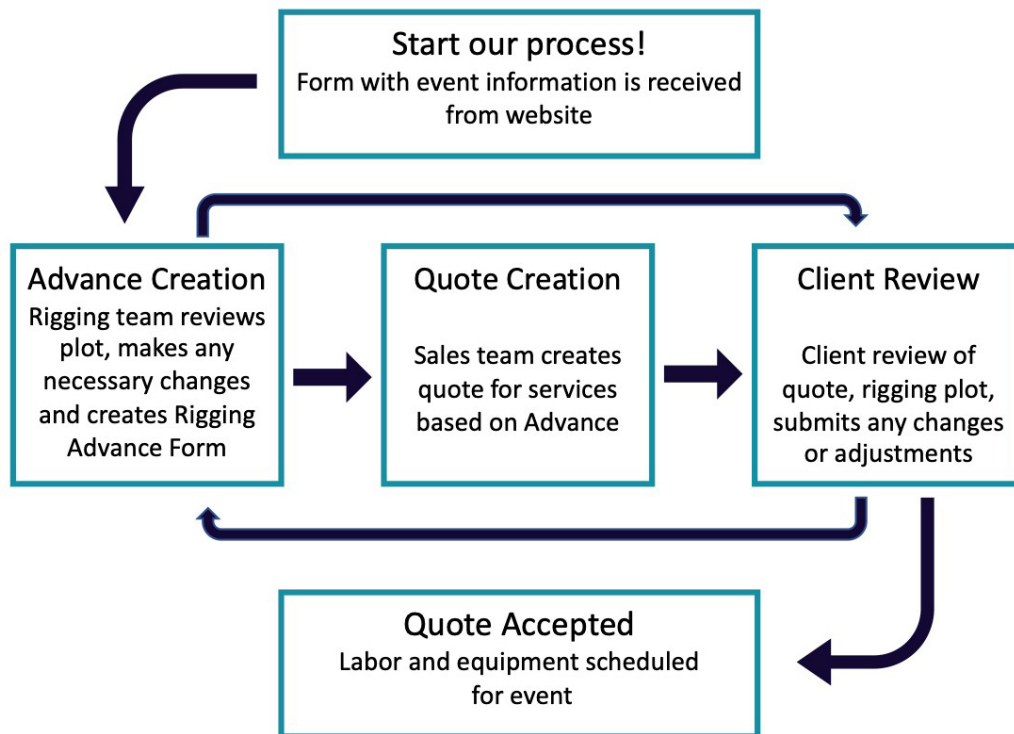 Start our process!
Form with event information is received
from website
Advance Creation
Rigging team reviews
plot, makes any
necessary changes
and creates Rigging
Advance Form
Quote Creation
Sales team creates
quote for services
based on Advance
Client Review
Client review of
quote, rigging plot,
submits any changes
or adjustments
Quote Accepted
Labor and equipment scheduled
for event